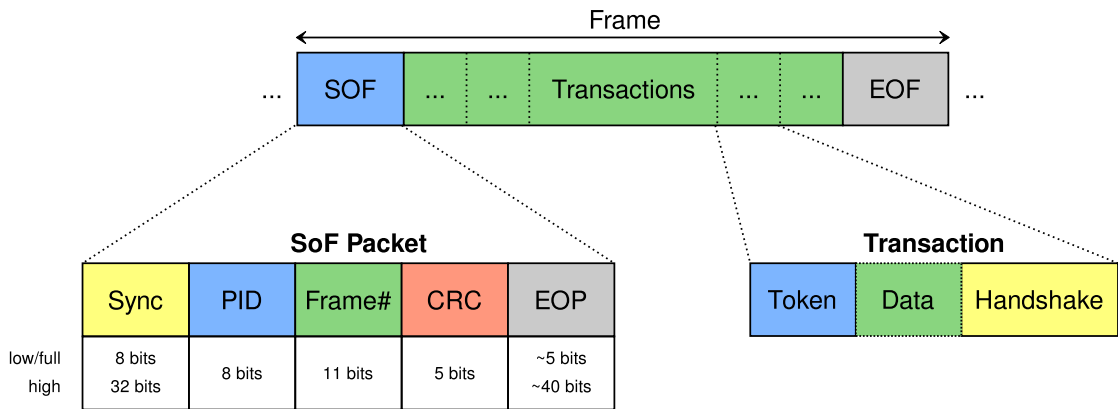 Frame
... SOF ... ... Transactions ... ... EOF ...
SoF Packet
Transaction
Sync PID Frame# CRC EOP
Token Data Handshake
low/full 8 bits 8 bits 11 bits 5 bits ~5 bits
high 32 bits ~40 bits